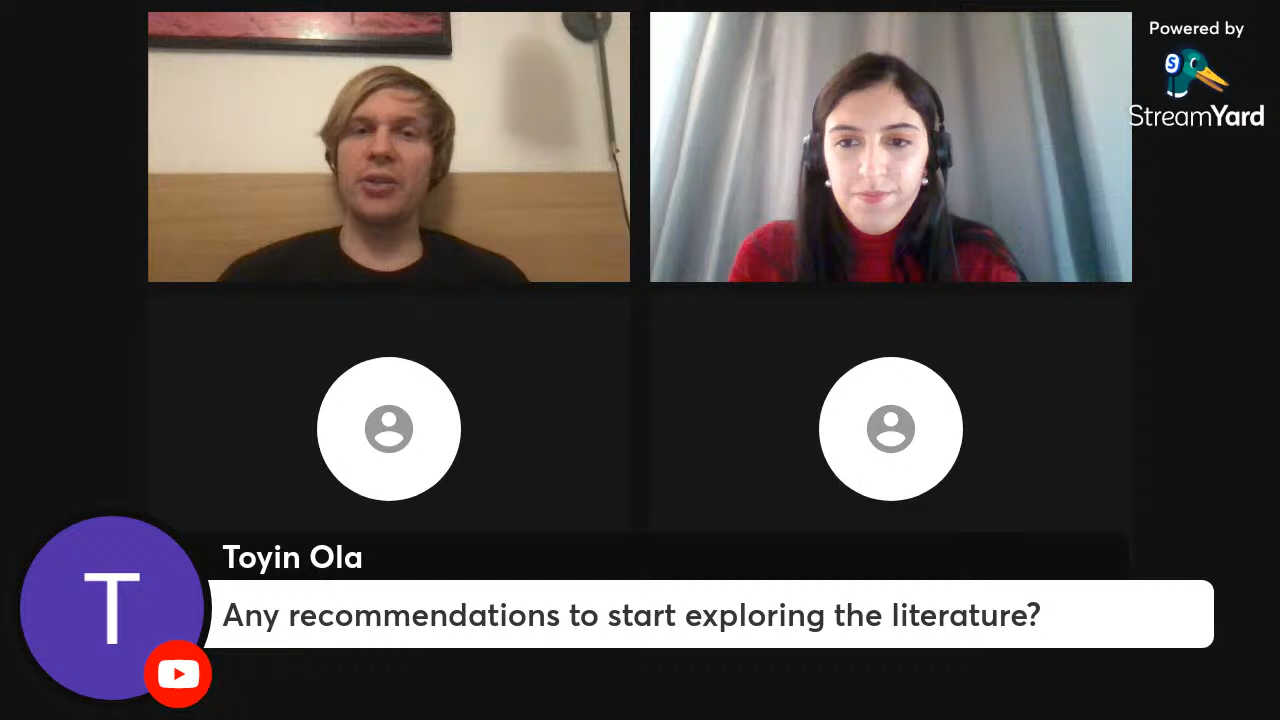 Powered by
S
StreamYard
Toyin Ola
T
Any recommendations to start exploring the literature?